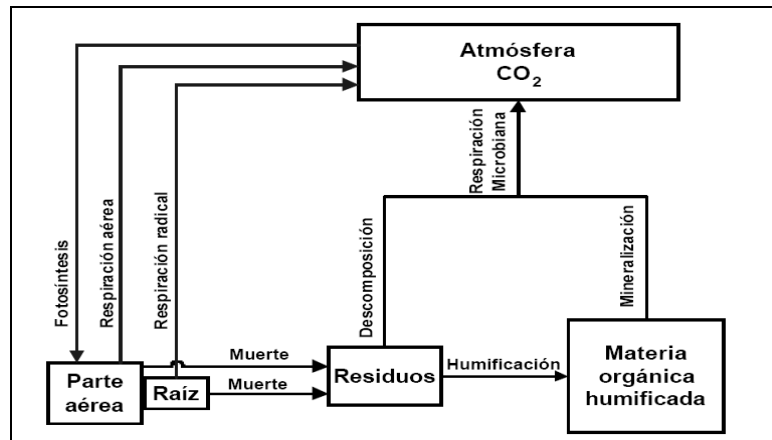 Atmósfera
CO₂
Fotosíntesis
Respiración aérea
Respiración radical
Descomposición
Respiración
Microbiana
Mineralización
Muerte
Muerte
Humificación
Parte
aérea
Raíz
Residuos
Materia
orgánica
humificada